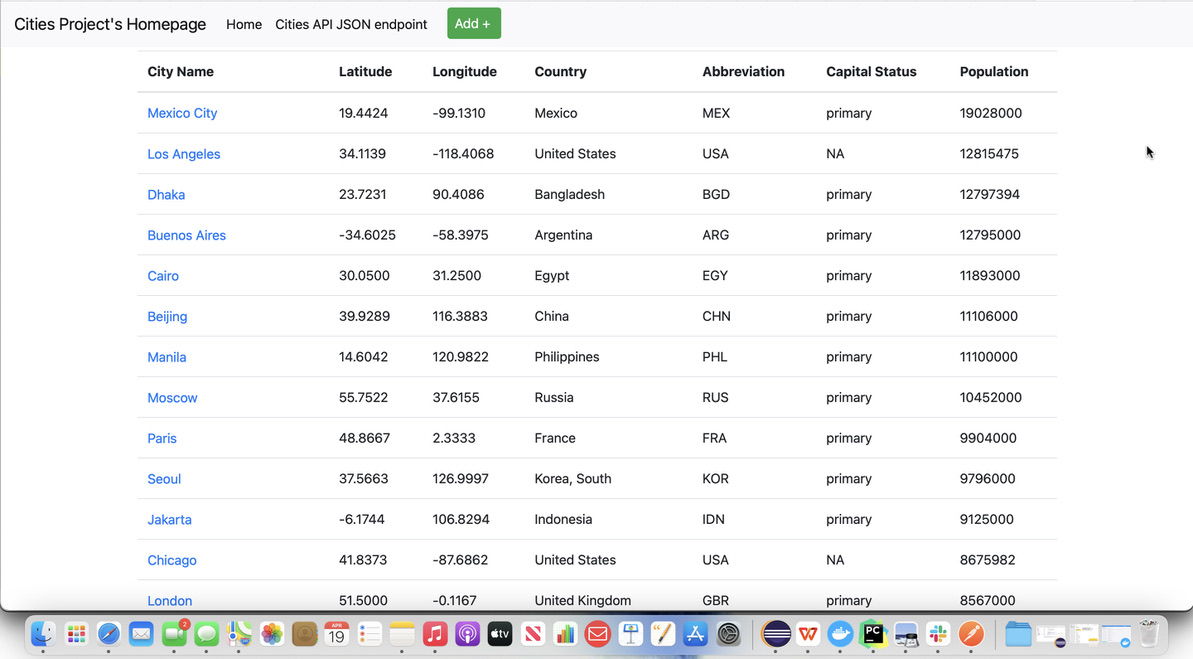 Cities Project's Homepage Home Cities API JSON endpoint Add +
City Name Latitude Longitude Country Abbreviation Capital Status Population
Mexico City 19.4424 -99.1310 Mexico MEX primary 19028000
Los Angeles 34.1139 -118.4068 United States USA NA 12815475
Dhaka 23.7231 90.4086 Bangladesh BGD primary 12797394
Buenos Aires -34.6025 -58.3975 Argentina ARG primary 12795000
Cairo 30.0500 31.2500 Egypt EGY primary 11893000
Beijing 39.9289 116.3883 China CHN primary 11106000
Manila 14.6042 120.9822 Philippines PHL primary 11100000
Moscow 55.7522 37.6155 Russia RUS primary 10452000
Paris 48.8667 2.3333 France FRA primary 9904000
Seoul 37.5663 126.9997 Korea, South KOR primary 9796000
Jakarta -6.1744 106.8294 Indonesia IDN primary 9125000
Chicago 41.8373 -87.6862 United States USA NA 8675982
London 51.5000 -0.1167 United Kingdom GBR primary 8567000
2 APR 19 tv PC